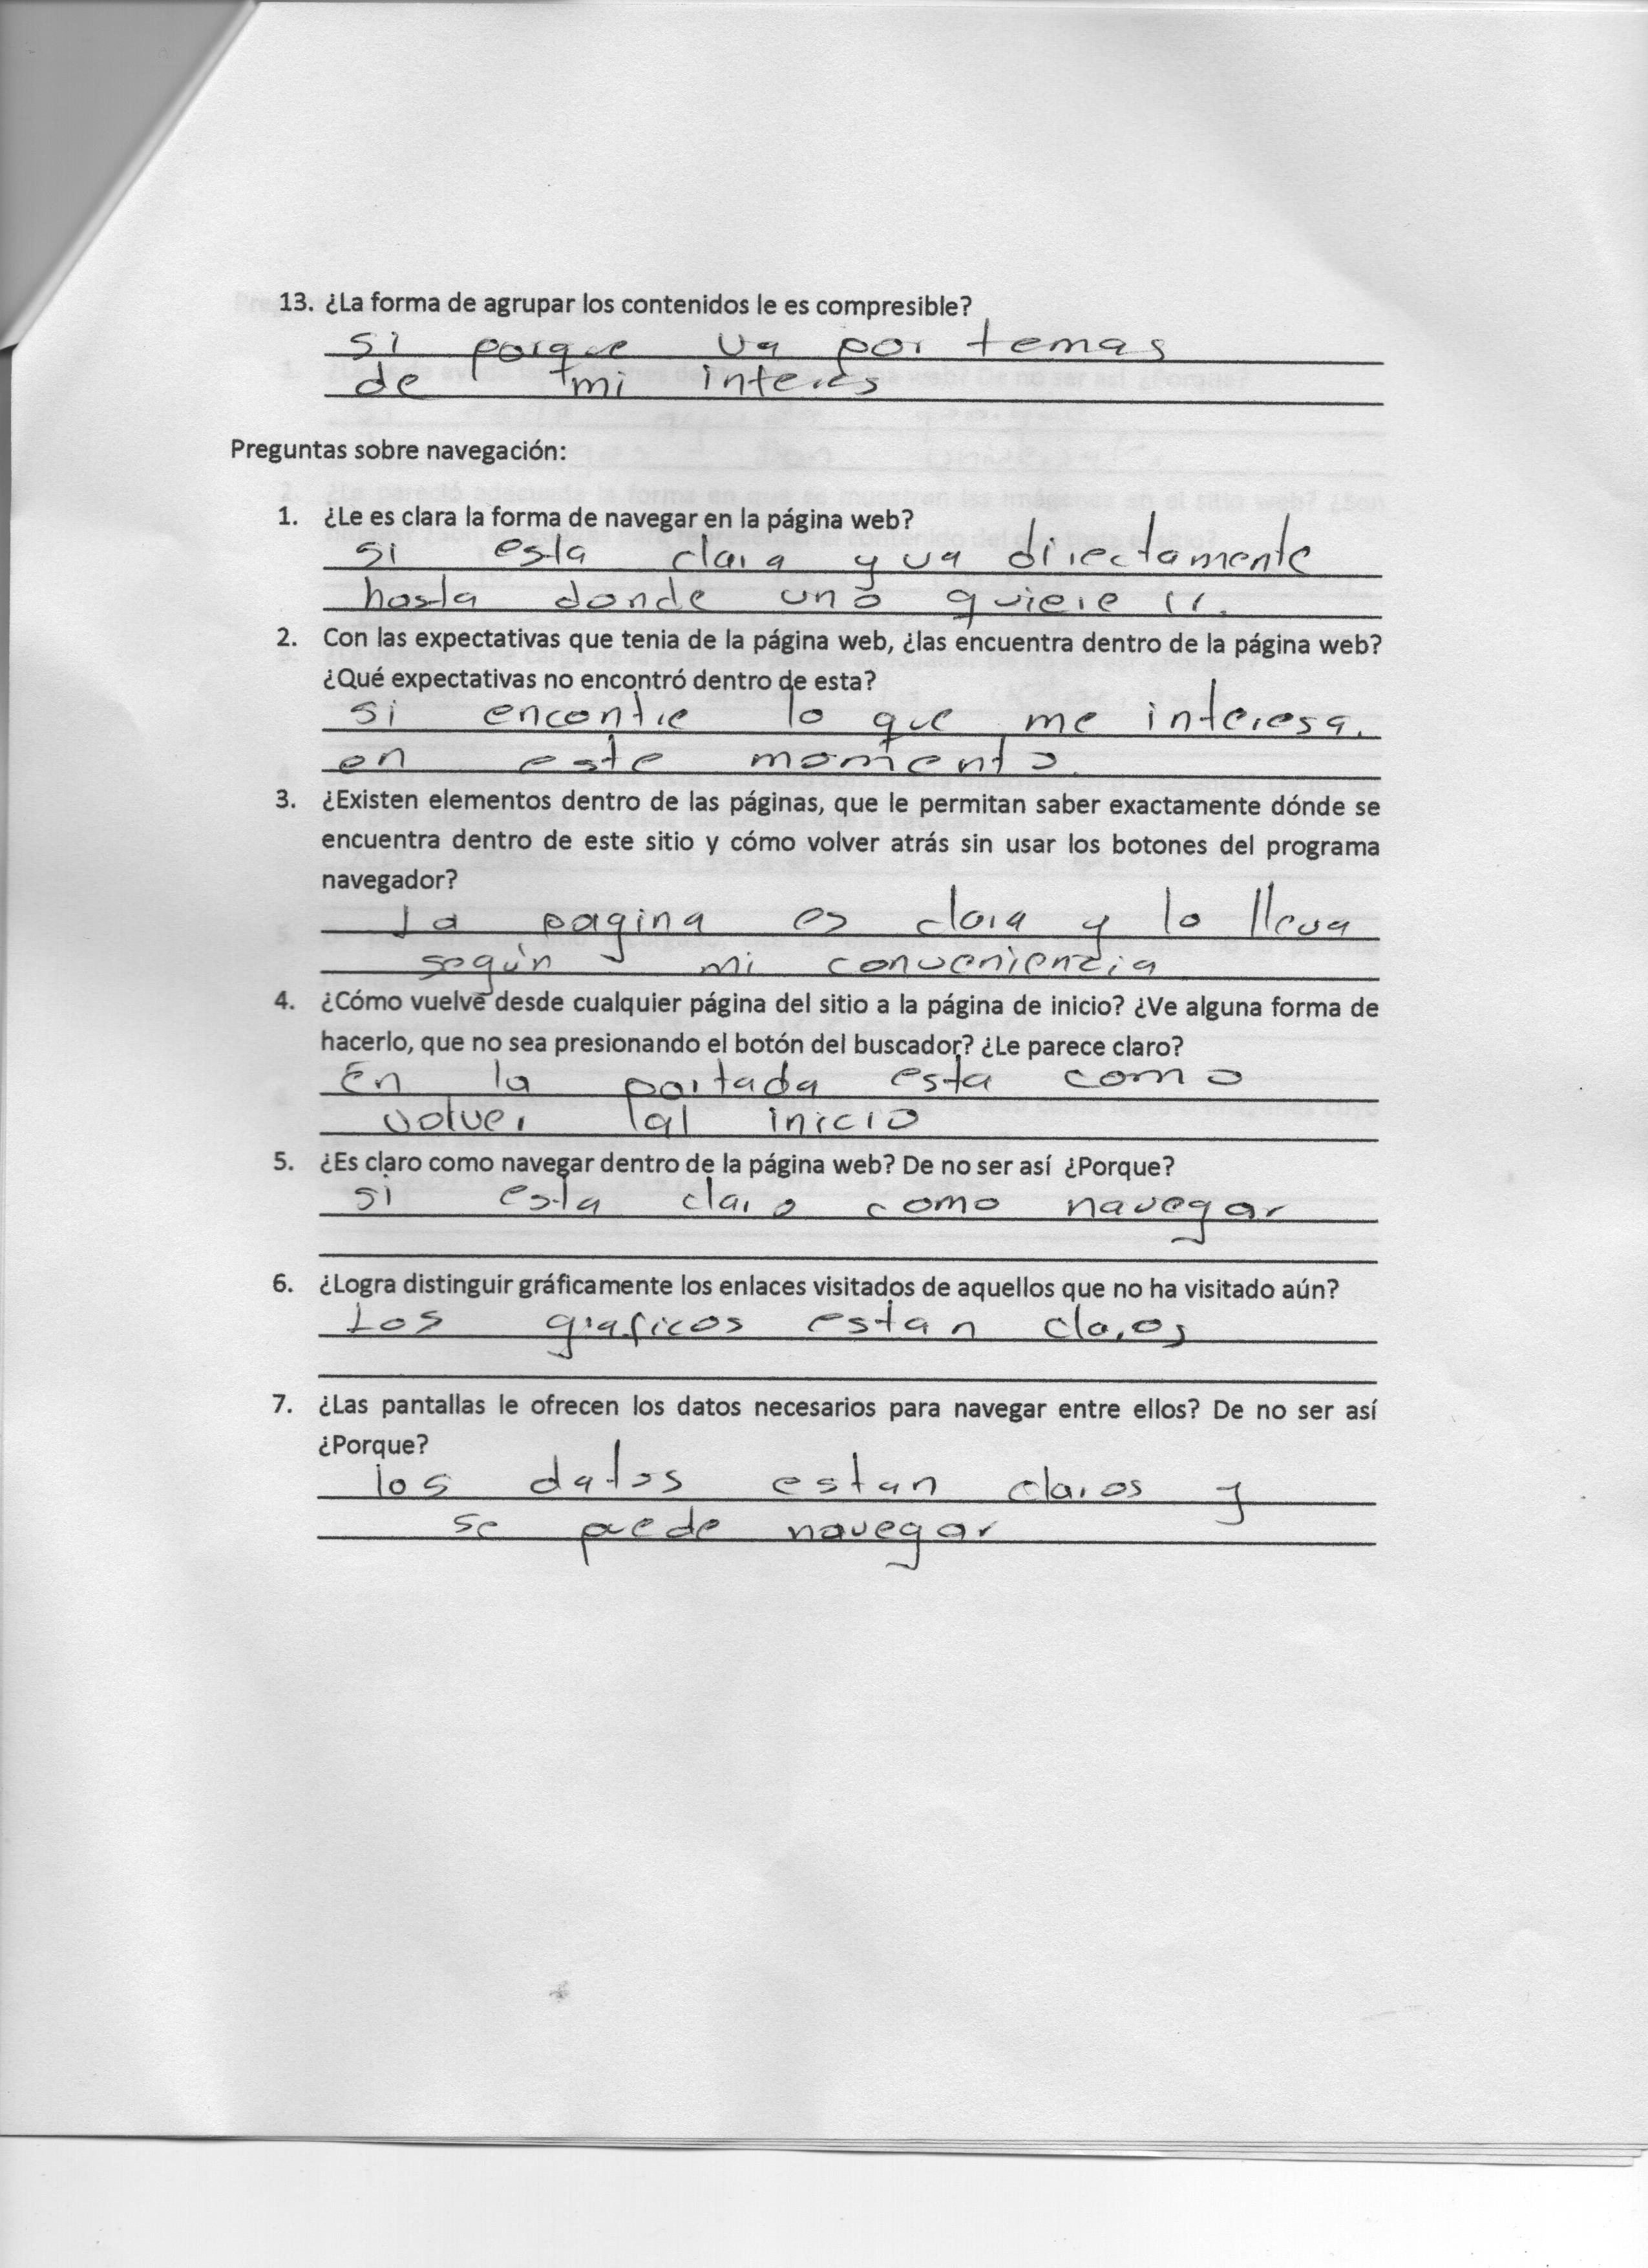 13. ¿La forma de agrupar los contenidos le es compresible?
si porque va por temas
de mi interes
Preguntas sobre navegación:
1. ¿Le es clara la forma de navegar en la página web?
si esta clara y va directamente
hasta donde uno quiere ir.
2. Con las expectativas que tenia de la página web, ¿las encuentra dentro de la página web?
¿Qué expectativas no encontró dentro de esta?
si encontre lo que me interesa.
en este momento.
3. ¿Existen elementos dentro de las páginas, que le permitan saber exactamente dónde se
encuentra dentro de este sitio y cómo volver atrás sin usar los botones del programa
navegador?
La pagina es clara y lo lleva
según mi conveniencia
4. ¿Cómo vuelve desde cualquier página del sitio a la página de inicio? ¿Ve alguna forma de
hacerlo, que no sea presionando el botón del buscador? ¿Le parece claro?
En la portada esta como
volver al inicio
5. ¿Es claro como navegar dentro de la página web? De no ser así ¿Porque?
si esta claro como navegar
6. ¿Logra distinguir gráficamente los enlaces visitados de aquellos que no ha visitado aún?
Los graficos estan claros
7. ¿Las pantallas le ofrecen los datos necesarios para navegar entre ellos? De no ser así
¿Porque?
los datos estan claros y
se puede navegar